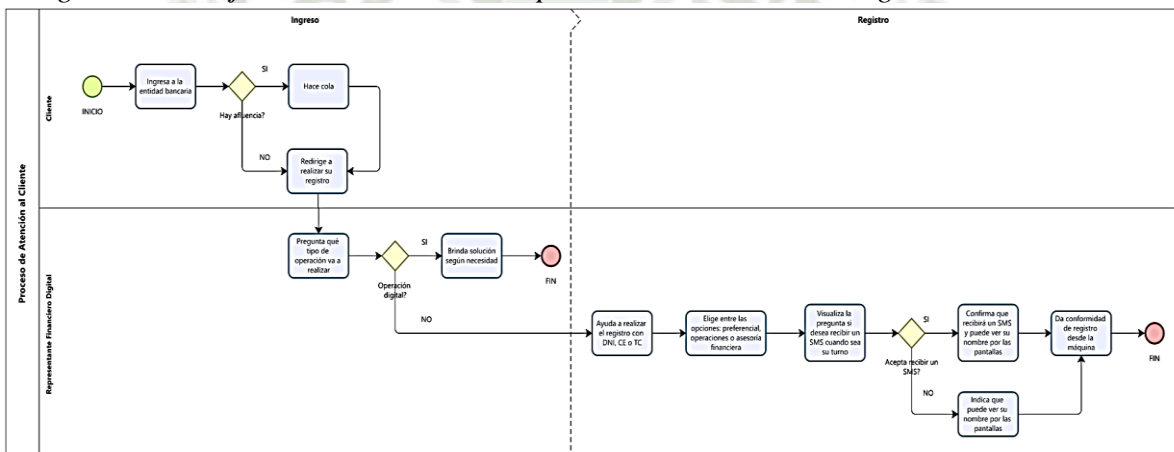 Ingreso
Registro
Proceso de Atención al Cliente
Cliente
INICIO
Ingresa a la
entidad bancaria
SI
Hay afluencia?
Hace cola
NO
Redirige a
realizar su
registro
Representante Financiero Digital
Pregunta qué
tipo de
operación va a
realizar
SI
Operación
digital?
Brinda solución
según necesidad
FIN
NO
Ayuda a realizar
el registro con
DNI, CE o TC
Elige entre las
opciones: preferencial,
operaciones o asesoría
financiera
Visualiza la
pregunta si
desea recibir un
SMS cuando sea
su turno
SI
Acepta recibir un
SMS?
Confirma que
recibirá un SMS
y puede ver su
nombre por las
pantallas
Da conformidad
de registro
desde la
máquina
FIN
NO
Indica que
puede ver su
nombre por las
pantallas